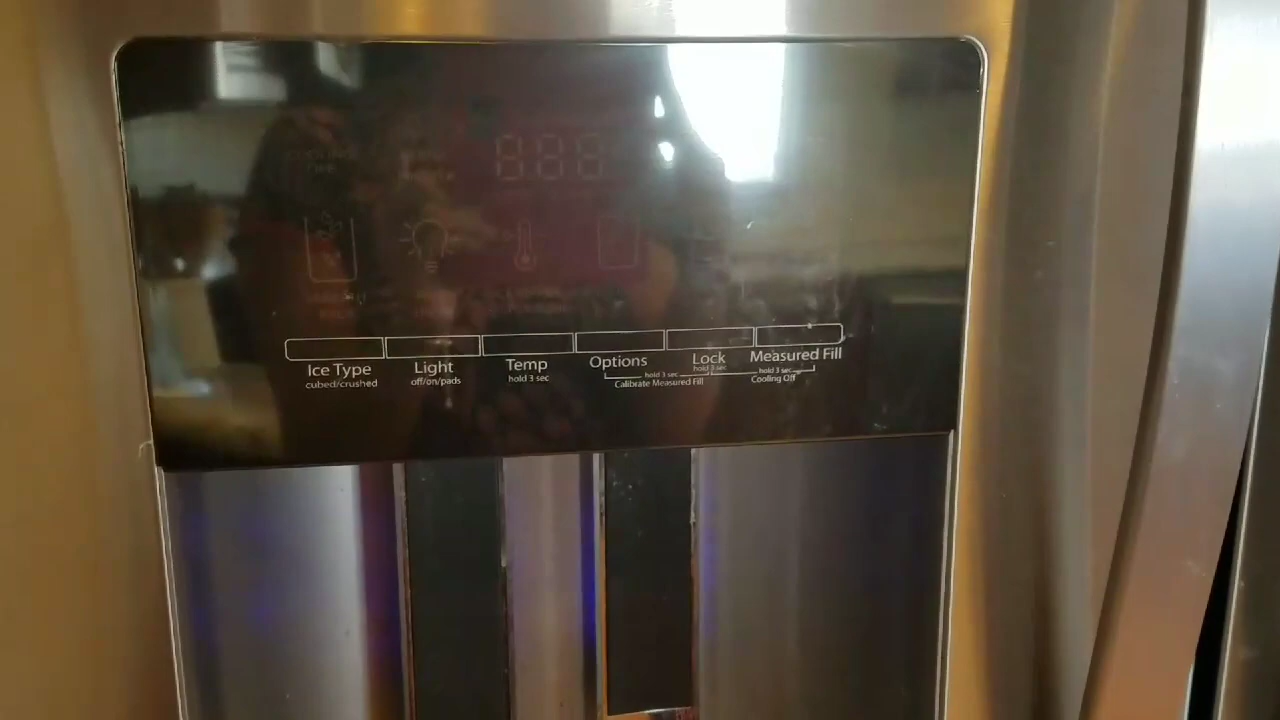 888
Ice Type Light Temp Options Lock Measured Fill
cubed/crushed off/on/pads hold 3 sec hold 3 sec hold 3 sec hold 3 sec
Calibrate Measured Fill Cooling Off